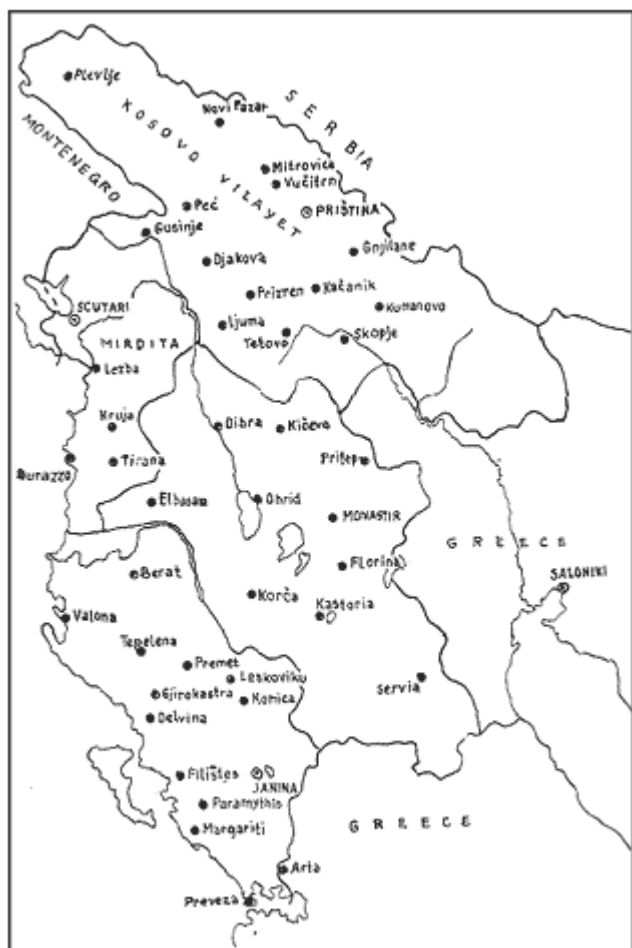 Plevlje
SERBIA
KOSOVO VILAYET
Novi Pazar
MONTENEGRO
Mitrovica
Vučitrn
Peć
PRIŠTINA
Gusinje
Gnjilane
Djakova
Prizren
Kačanik
Kumanovo
SCUTARI
Ljuma
Tetovo
Skopje
MIRDITA
Lezha
Kruja
Dibra
Kičevo
Durazzo
Tirana
Prilep
Elbasan
Ohrid
MONASTIR
GREECE
Berat
Florina
SALONIKI
Korča
Kastoria
Valona
Tepelena
Premet
Leskoviku
Servia
Gjirokastra
Konica
Delvina
Filištes
JANINA
Paramythia
Margariti
GREECE
Arta
Preveza